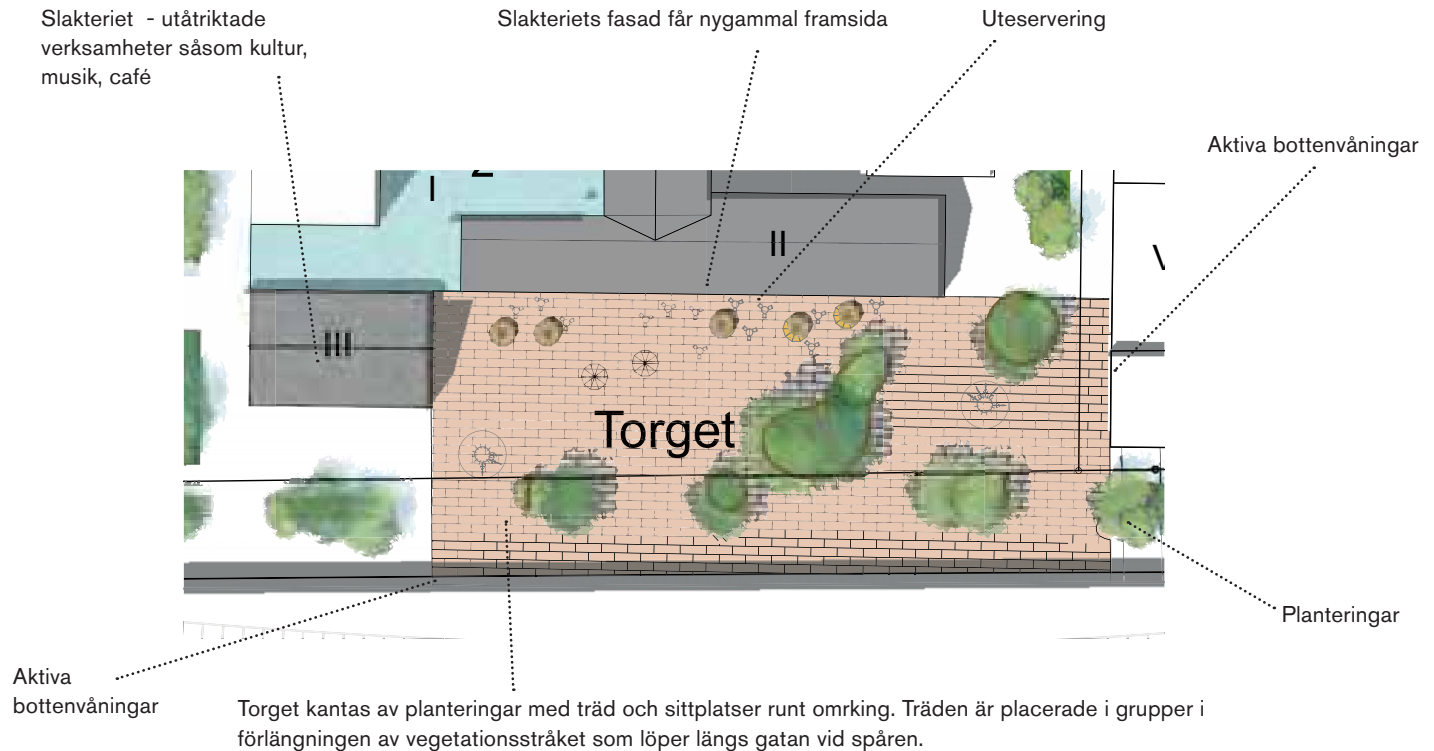 Slakteriet - utåtriktade
verksamheter såsom kultur,
musik, café
Slakteriets fasad får nygammal framsida
Uteservering
Aktiva bottenvåningar
I
II
III
Torget
Planteringar
Aktiva
bottenvåningar
Torget kantas av planteringar med träd och sittplatser runt omrking. Träden är placerade i grupper i
förlängningen av vegetationsstråket som löper längs gatan vid spåren.